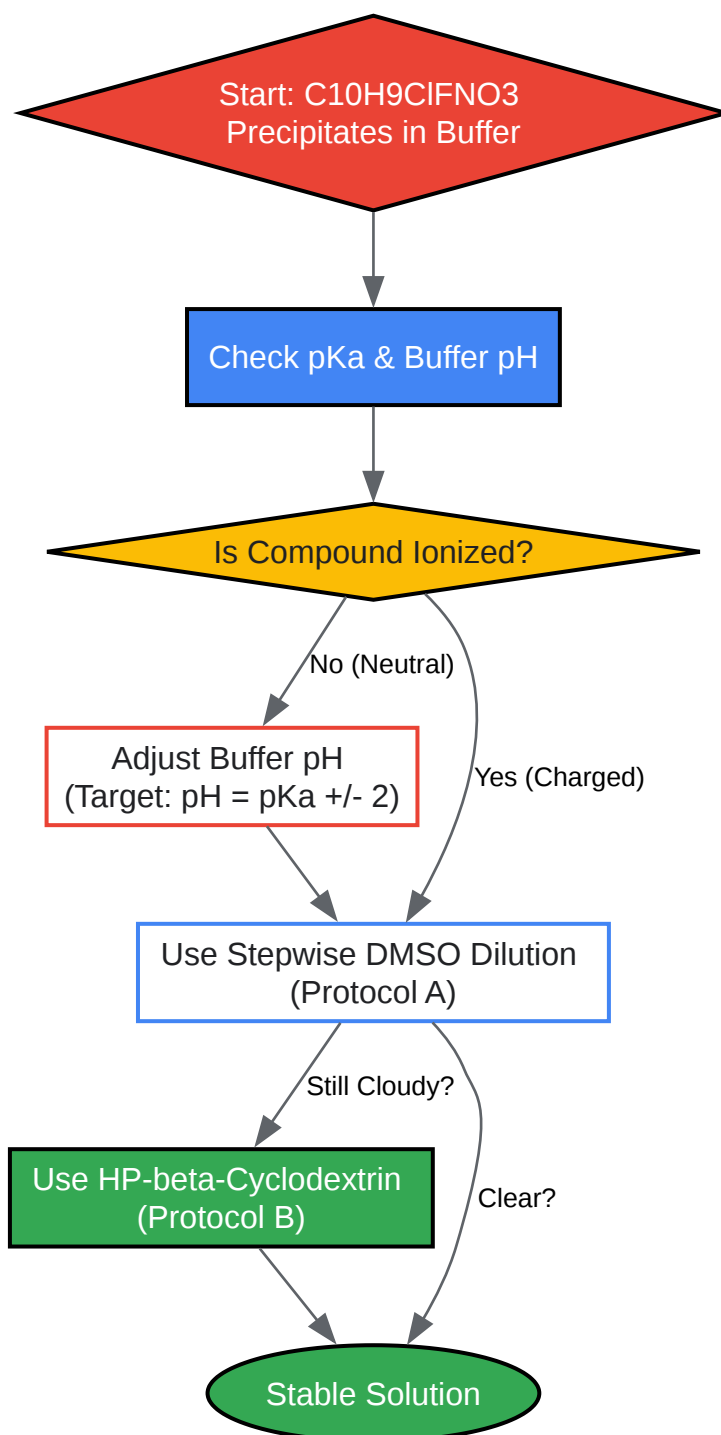 Start: C10H9ClFNO3
Precipitates in Buffer
Check pKa & Buffer pH
Is Compound Ionized?
No (Neutral)
Adjust Buffer pH
(Target: pH = pKa +/- 2)
Yes (Charged)
Use Stepwise DMSO Dilution
(Protocol A)
Still Cloudy?
Use HP-beta-Cyclodextrin
(Protocol B)
Clear?
Stable Solution